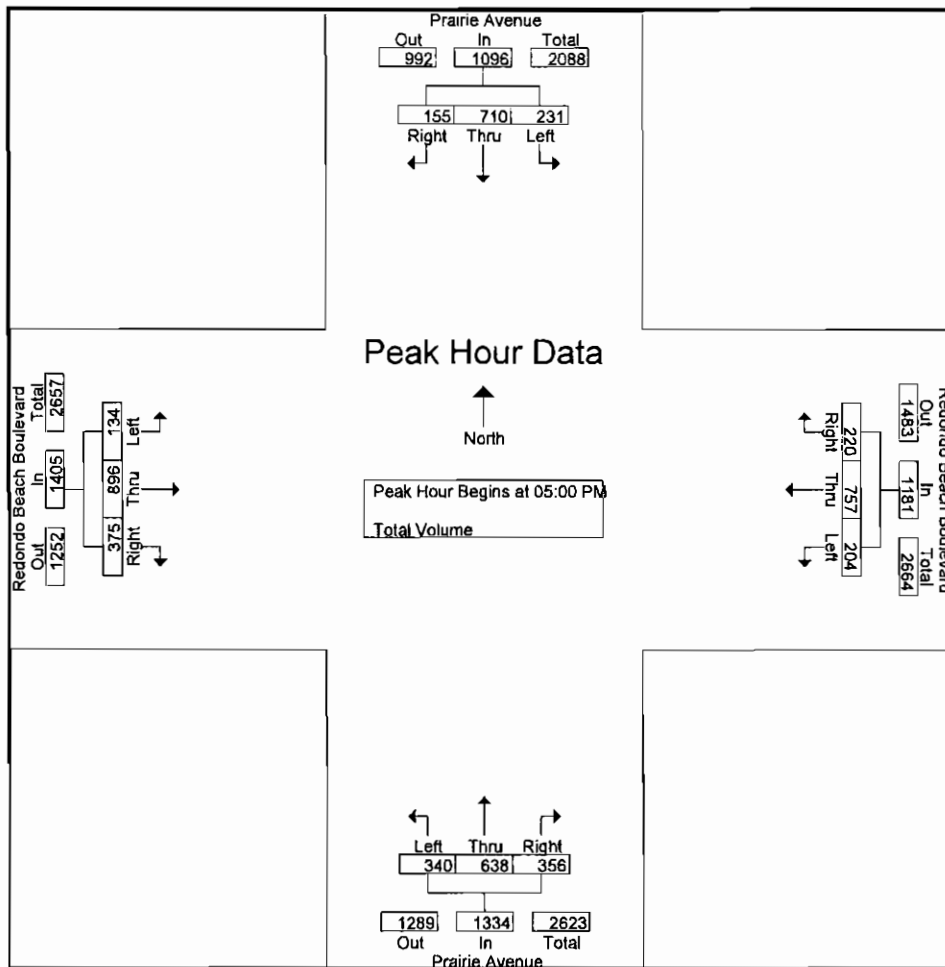 Prairie Avenue
Out In Total
992 1096 2088
155 710 231
Right Thru Left
Peak Hour Data
North
Peak Hour Begins at 05:00 PM
Total Volume
Redondo Beach Boulevard
Out In Total
1252 1405 2657
134 896 375
Left Thru Right
Redondo Beach Boulevard
Out In Total
1483 1181 2664
220 757 204
Right Thru Left
Left Thru Right
340 638 356
1289 1334 2623
Out In Total
Prairie Avenue